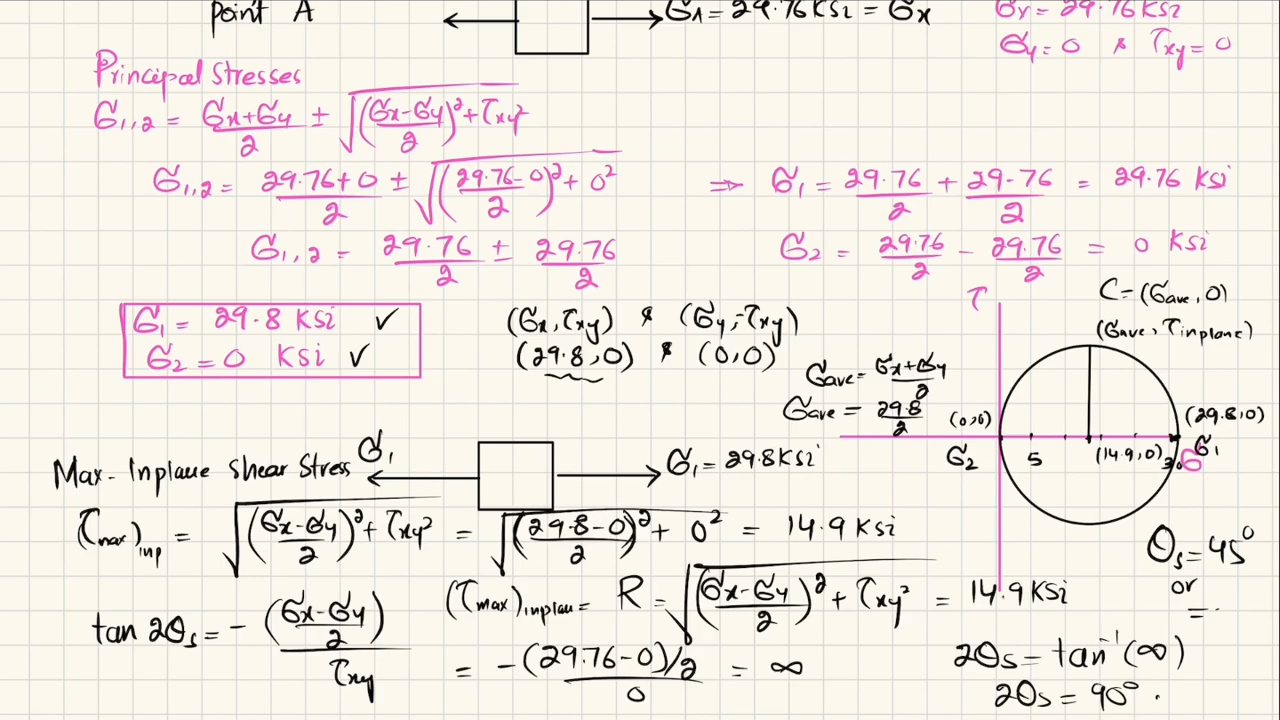 point A
σA = 29.76 Ksi = σx
σy = 0 & τxy = 0
Principal Stresses
σ1,2 = σx+σy/2 ± √((σx-σy/2)² + τxy²)
σ1,2 = 29.76+0/2 ± √((29.76-0/2)² + 0²)
⇒ σ1 = 29.76/2 + 29.76/2 = 29.76 Ksi
σ1,2 = 29.76/2 ± 29.76/2
σ2 = 29.76/2 - 29.76/2 = 0 Ksi
σ1 = 29.8 Ksi ✓
σ2 = 0 Ksi ✓
(σx, τxy) & (σy, -τxy)
(29.8, 0) & (0, 0)
τ
C = (σave, 0)
(σave, τinplane)
σave = σx+σy/2
σave = 29.8/2
(0,0)
(29.8, 0)
σ2
5
(14.9, 0)
σ1
σ
Max- Inplane Shear Stress
σ1
σ1 = 29.8 Ksi
(τmax)inp = √((σx-σy/2)² + τxy²) = √((29.8-0/2)² + 0²) = 14.9 Ksi
θs = 45°
or
=
(τmax)inplane = R = √((σx-σy/2)² + τxy²) = 14.9 Ksi
tan 2θs = - (σx-σy/2)/τxy = -(29.76-0)/2/0 = ∞
2θs = tan⁻¹(∞)
2θs = 90°